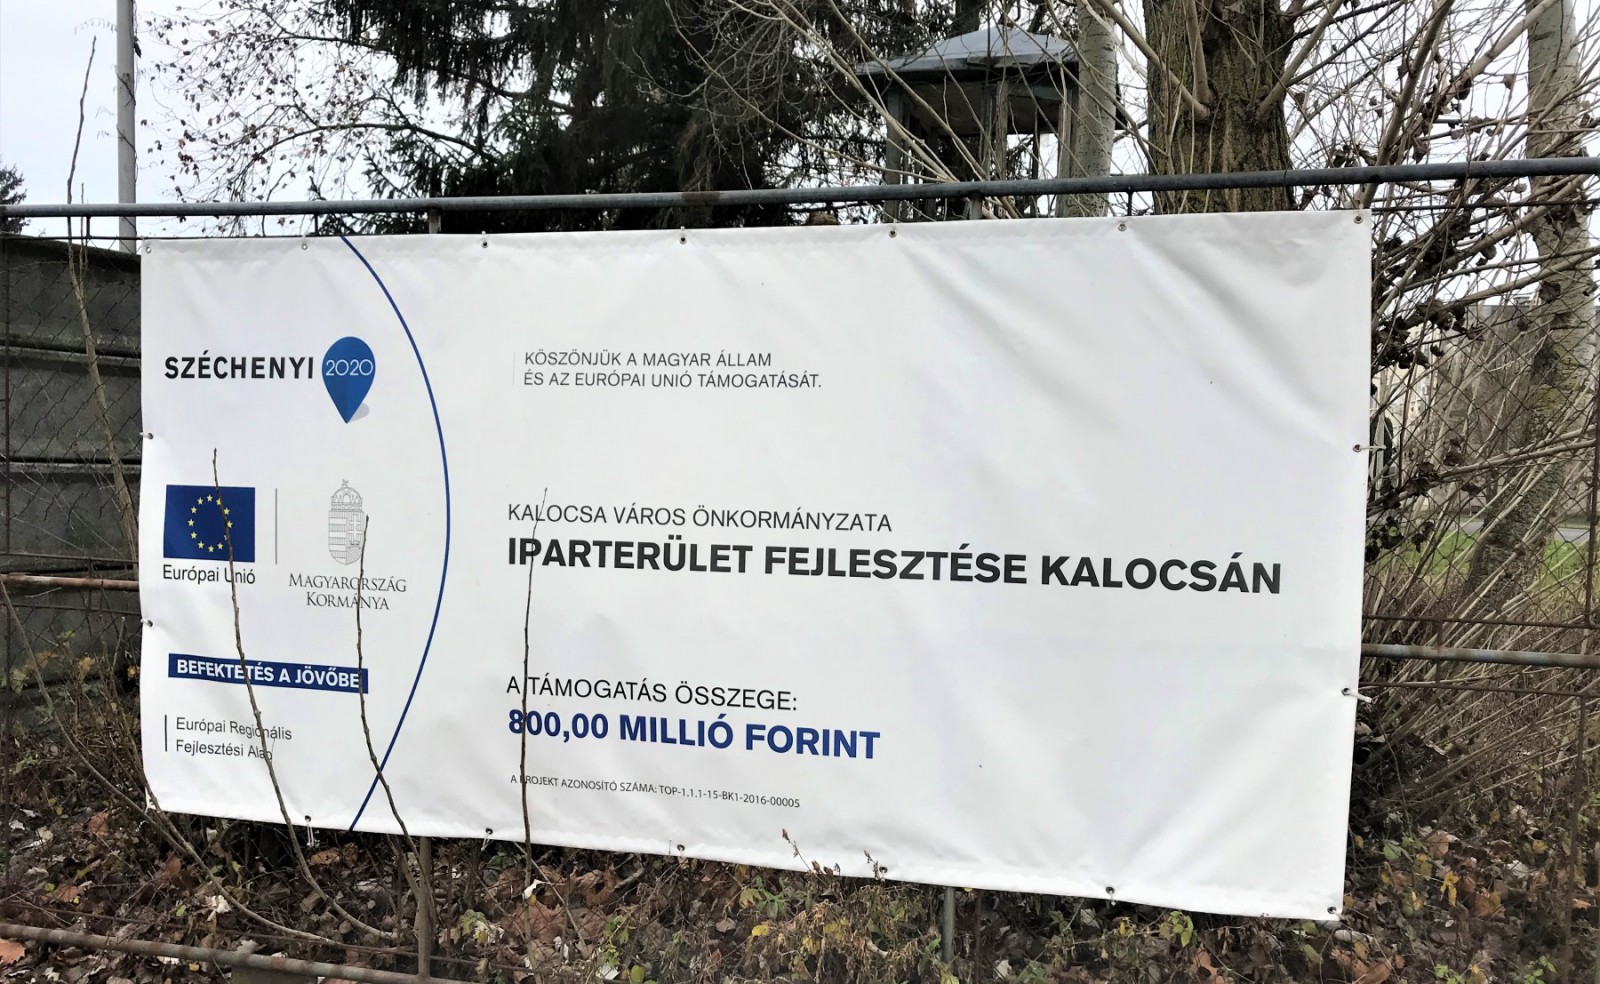 SZÉCHENYI 2020
Európai Unió
MAGYARORSZÁG
KORMÁNYA
BEFEKTETÉS A JÖVŐBE
Európai Regionális
Fejlesztési Alap
KÖSZÖNJÜK A MAGYAR ÁLLAM
ÉS AZ EURÓPAI UNIÓ TÁMOGATÁSÁT.
KALOCSA VÁROS ÖNKORMÁNYZATA
IPARTERÜLET FEJLESZTÉSE KALOCSÁN
A TÁMOGATÁS ÖSSZEGE:
800,00 MILLIÓ FORINT
A PROJEKT AZONOSÍTÓ SZÁMA: TOP-1.1.1-15-BK1-2016-00005